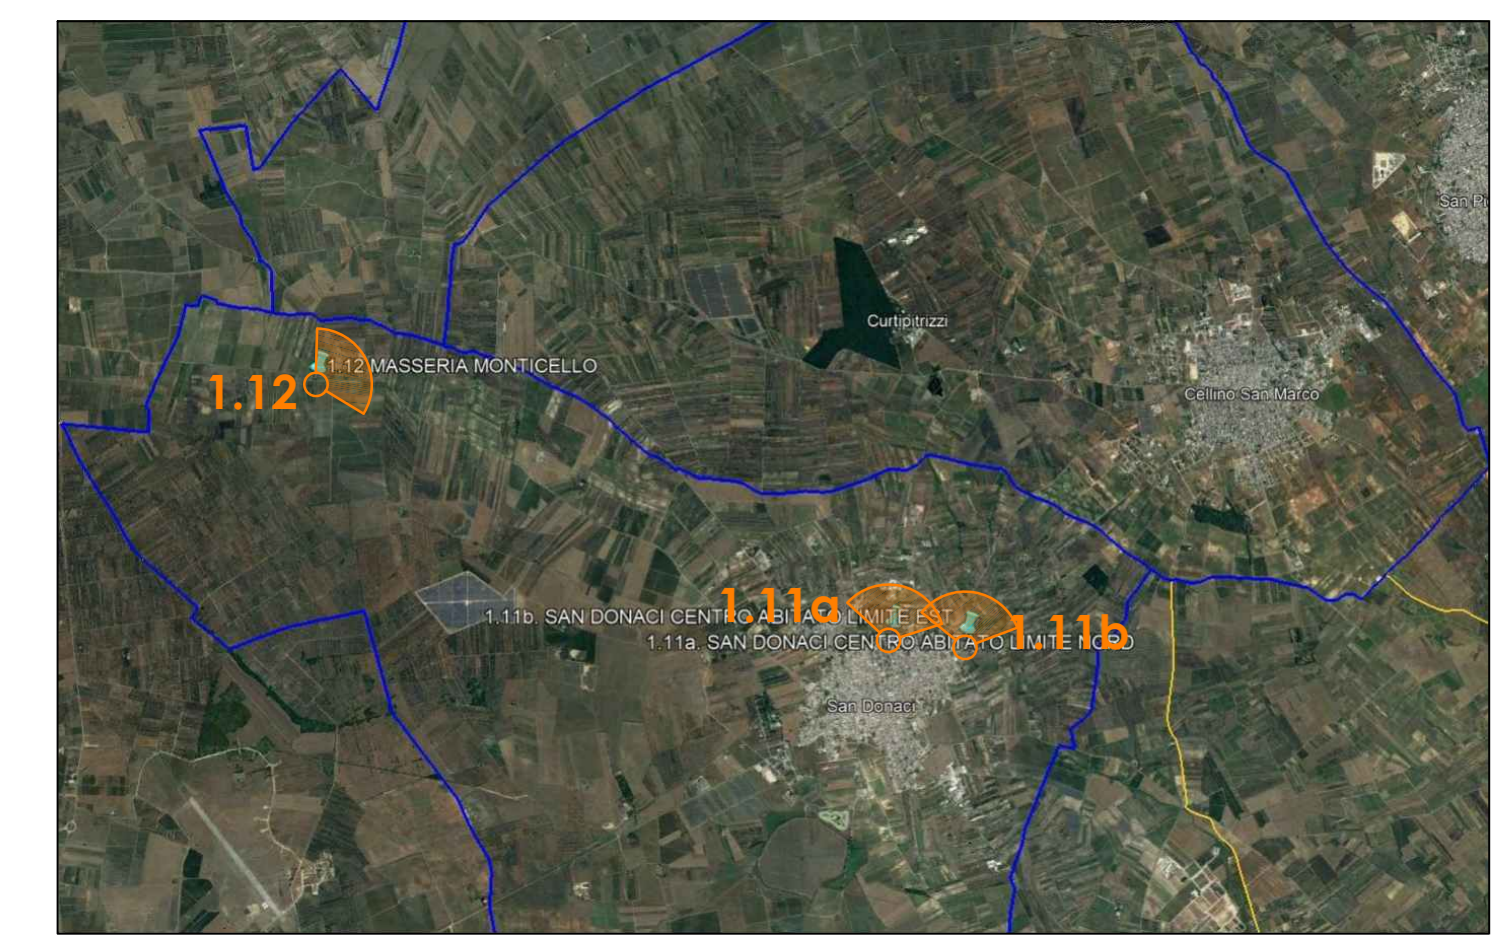 San Pi
Curtipitrizzi
1.12 MASSERIA MONTICELLO
1.12
Cellino San Marco
1.11a
1.11b. SAN DONACI CENTRO ABITATO LIMITE EST
1.11b
1.11a. SAN DONACI CENTRO ABITATO LIMITE NORD
San Donaci